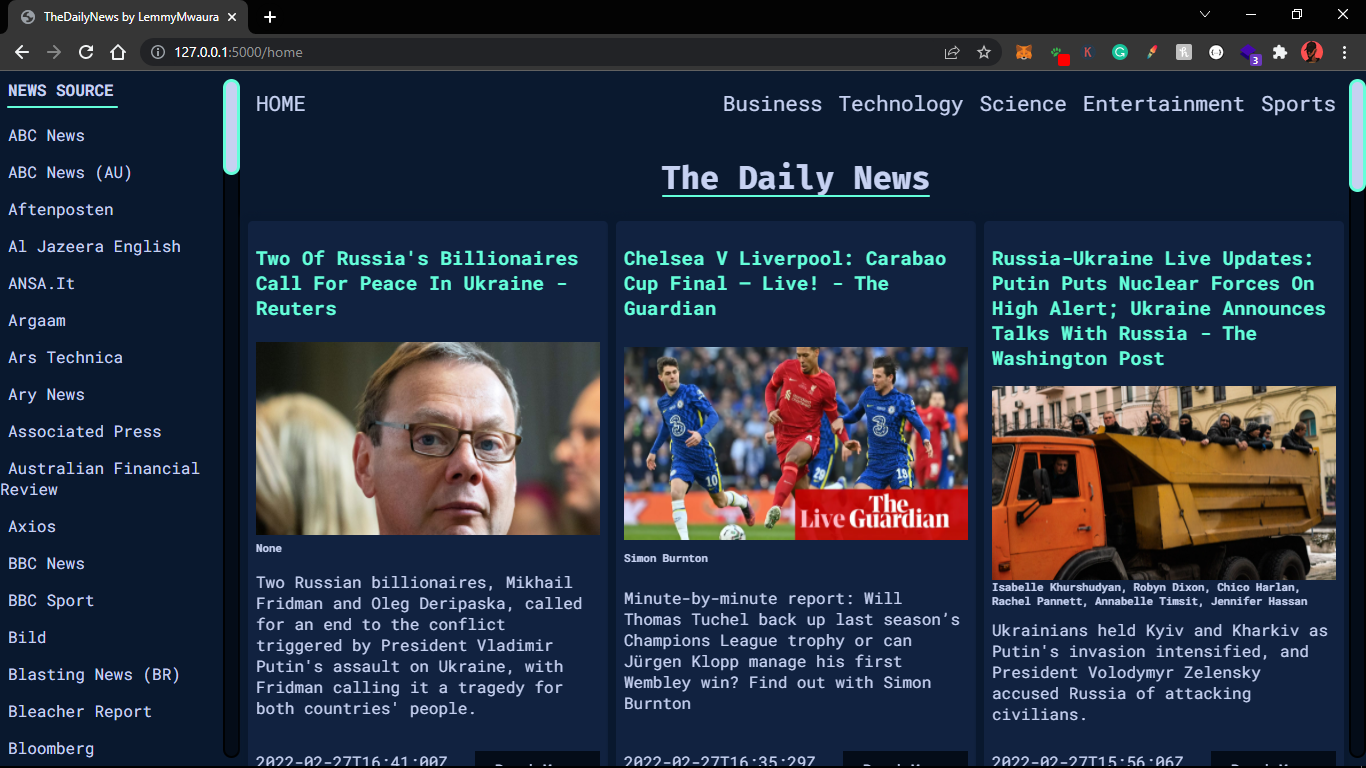 TheDailyNews by LemmyMwaura
127.0.0.1:5000/home
3
NEWS SOURCE
ABC News
ABC News (AU)
Aftenposten
Al Jazeera English
ANSA.It
Argaam
Ars Technica
Ary News
Associated Press
Australian Financial
Review
Axios
BBC News
BBC Sport
Bild
Blasting News (BR)
Bleacher Report
Bloomberg
HOME
Business Technology Science Entertainment Sports
The Daily News
Two Of Russia's Billionaires
Call For Peace In Ukraine -
Reuters
None
Two Russian billionaires, Mikhail
Fridman and Oleg Deripaska, called
for an end to the conflict
triggered by President Vladimir
Putin's assault on Ukraine, with
Fridman calling it a tragedy for
both countries' people.
2022-02-27T16:41:00Z
Chelsea V Liverpool: Carabao
Cup Final – Live! - The
Guardian
3
3
10
28
18
The
Live Guardian
Simon Burnton
Minute-by-minute report: Will
Thomas Tuchel back up last season’s
Champions League trophy or can
Jürgen Klopp manage his first
Wembley win? Find out with Simon
Burnton
2022-02-27T16:35:29Z
Russia-Ukraine Live Updates:
Putin Puts Nuclear Forces On
High Alert; Ukraine Announces
Talks With Russia - The
Washington Post
Isabelle Khurshudyan, Robyn Dixon, Chico Harlan,
Rachel Pannett, Annabelle Timsit, Jennifer Hassan
Ukrainians held Kyiv and Kharkiv as
Putin's invasion intensified, and
President Volodymyr Zelensky
accused Russia of attacking
civilians.
2022-02-27T15:56:06Z